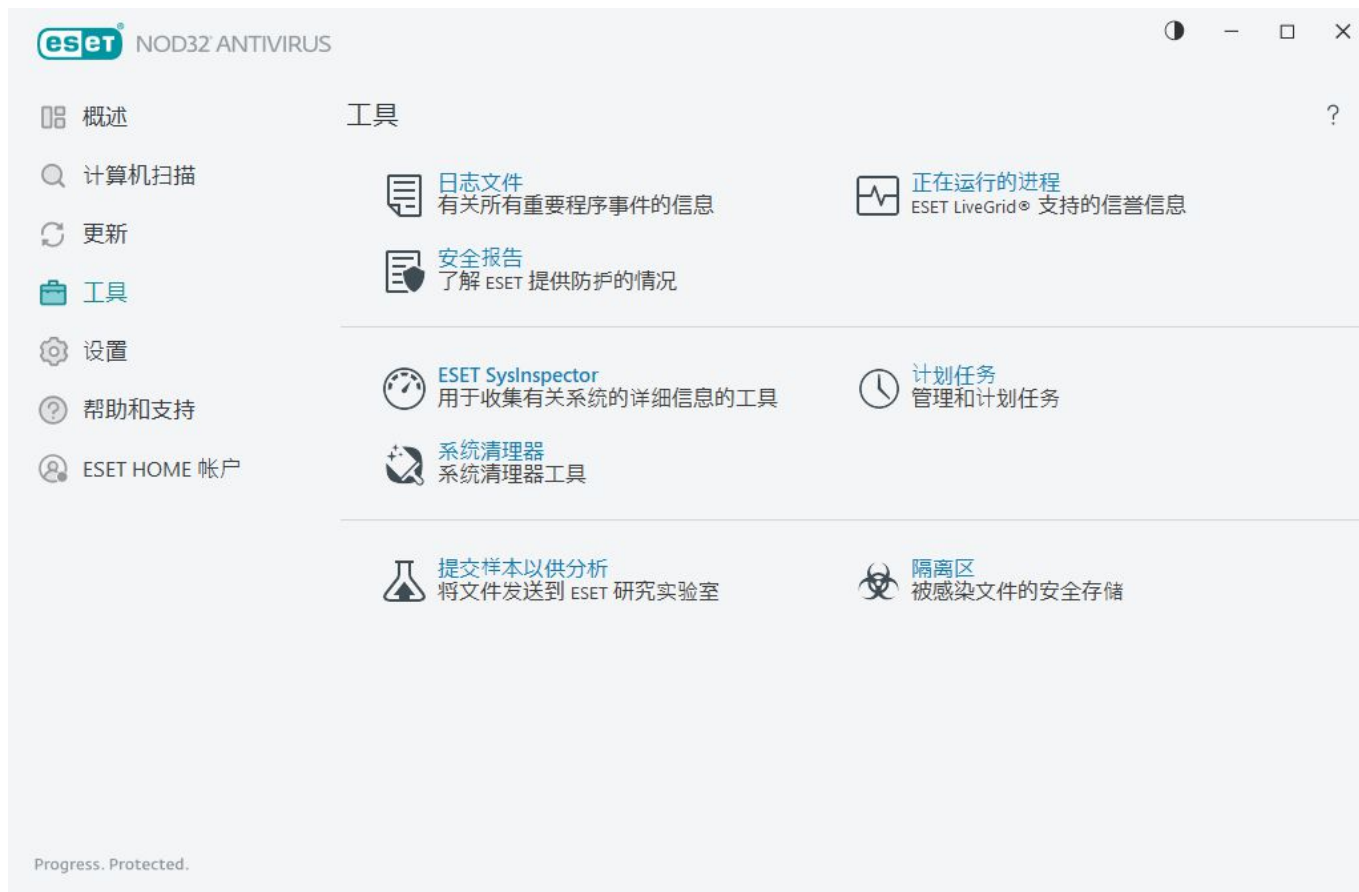 eset® NOD32® ANTIVIRUS
概述
计算机扫描
更新
工具
设置
帮助和支持
ESET HOME 帐户
工具
?
日志文件
有关所有重要程序事件的信息
正在运行的进程
ESET LiveGrid® 支持的信誉信息
安全报告
了解 ESET 提供防护的情况
ESET SysInspector
用于收集有关系统的详细信息的工具
计划任务
管理和计划任务
系统清理器
系统清理器工具
提交样本以供分析
将文件发送到 ESET 研究实验室
隔离区
被感染文件的安全存储
Progress. Protected.